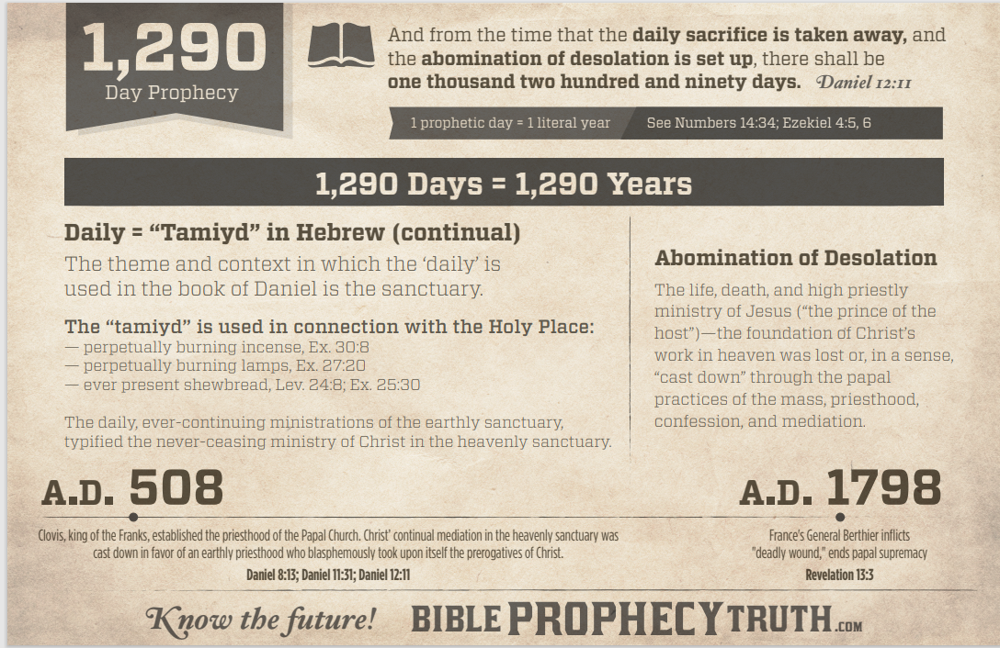 1,290
Day Prophecy
And from the time that the daily sacrifice is taken away, and
the abomination of desolation is set up, there shall be
one thousand two hundred and ninety days. Daniel 12:11
1 prophetic day = 1 literal year See Numbers 14:34; Ezekiel 4:5, 6
1,290 Days = 1,290 Years
Daily = “Tamiyd” in Hebrew (continual)
The theme and context in which the ‘daily’ is
used in the book of Daniel is the sanctuary.
The “tamiyd” is used in connection with the Holy Place:
— perpetually burning incense, Ex. 30:8
— perpetually burning lamps, Ex. 27:20
— ever present shewbread, Lev. 24:8; Ex. 25:30
The daily, ever-continuing ministrations of the earthly sanctuary,
typified the never-ceasing ministry of Christ in the heavenly sanctuary.
Abomination of Desolation
The life, death, and high priestly
ministry of Jesus (“the prince of the
host”)—the foundation of Christ’s
work in heaven was lost or, in a sense,
“cast down” through the papal
practices of the mass, priesthood,
confession, and mediation.
A.D. 508
Clovis, king of the Franks, established the priesthood of the Papal Church. Christ’ continual mediation in the heavenly sanctuary was
cast down in favor of an earthly priesthood who blasphemously took upon itself the prerogatives of Christ.
Daniel 8:13; Daniel 11:31; Daniel 12:11
A.D. 1798
France’s General Berthier inflicts
"deadly wound," ends papal supremacy
Revelation 13:3
Know the future! BIBLE PROPHECY TRUTH.COM